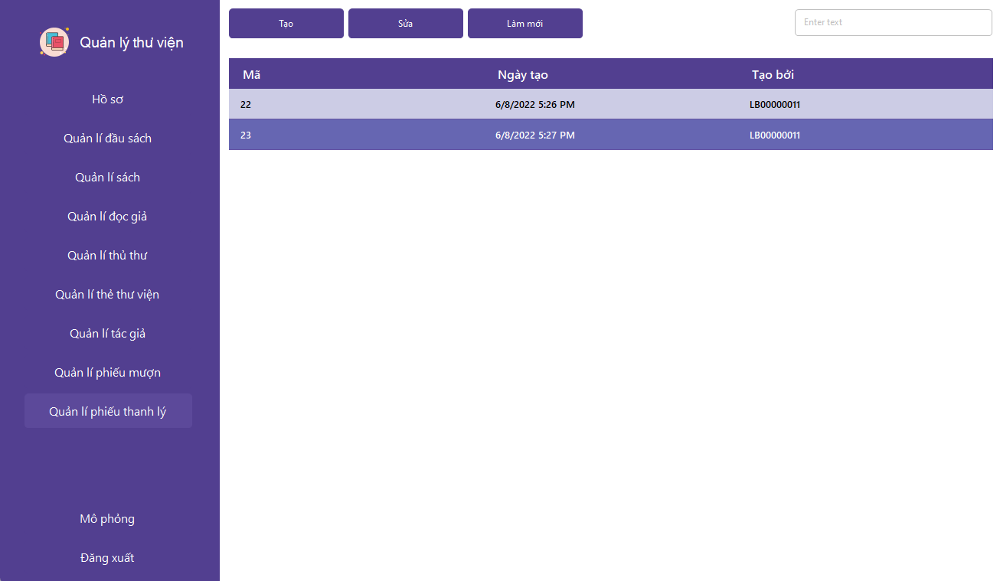 Quản lý thư viện
Hồ sơ
Quản lí đầu sách
Quản lí sách
Quản lí đọc giả
Quản lí thủ thư
Quản lí thẻ thư viện
Quản lí tác giả
Quản lí phiếu mượn
Quản lí phiếu thanh lý
Mô phỏng
Đăng xuất
Tạo Sửa Làm mới Enter text
Mã Ngày tạo Tạo bởi
22 6/8/2022 5:26 PM LB00000011
23 6/8/2022 5:27 PM LB00000011